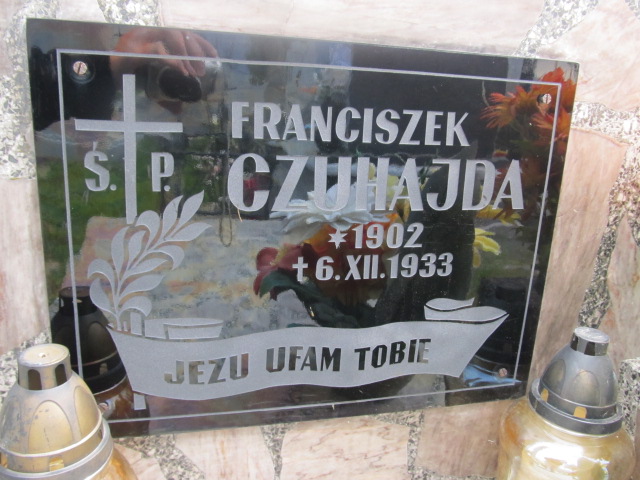 Ś. P.
FRANCISZEK
CZUHAJDA
* 1902
† 6. XII. 1933
JEZU UFAM TOBIE